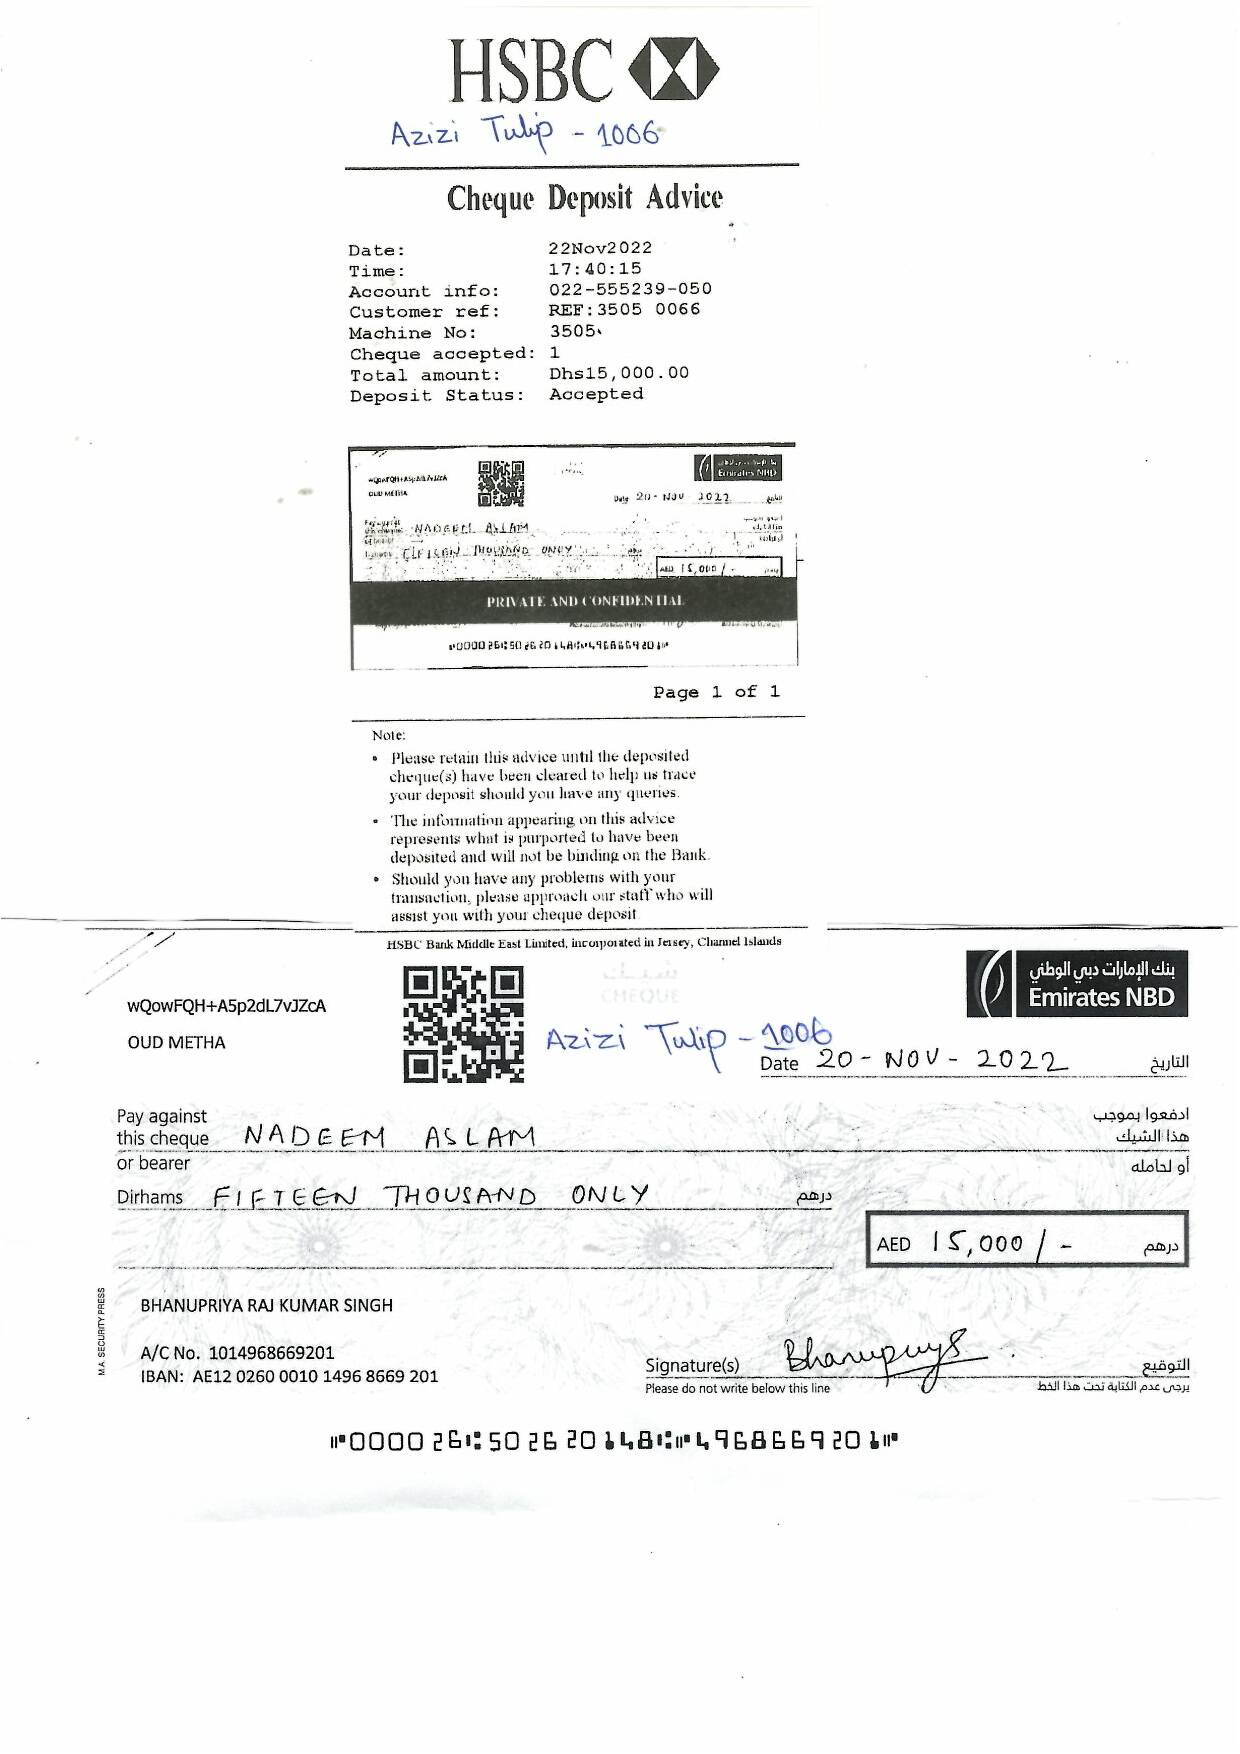 HSBC
Azizi Tulip - 1006
Cheque Deposit Advice
Date: 22Nov2022
Time: 17:40:15
Account info: 022-555239-050
Customer ref: REF:3505 0066
Machine No: 3505
Cheque accepted: 1
Total amount: Dhs15,000.00
Deposit Status: Accepted
wQowFQH+A5p2dL7vJZcA
OUD METHA
Emirates NBD
Date 20- NOV 2022
NADEEM ASLAM
FIFTEEN THOUSAND ONLY
AED 15,000/-
PRIVATE AND CONFIDENTIAL
⑈000026⑆502620148⑆⑈4968669201⑈
Page 1 of 1
Note:
• Please retain this advice until the deposited
cheque(s) have been cleared to help us trace
your deposit should you have any queries.
• The information appearing on this advice
represents what is purported to have been
deposited and will not be binding on the Bank.
• Should you have any problems with your
transaction, please approach our staff who will
assist you with your cheque deposit
HSBC Bank Middle East Limited, incorporated in Jersey, Channel Islands
شيك
CHEQUE
بنك الإمارات دبي الوطني
Emirates NBD
wQowFQH+A5p2dL7vJZcA
OUD METHA
Azizi Tulip - 1006
Date 20 - NOV - 2022 التاريخ
Pay against ادفعوا بموجب
this cheque NADEEM ASLAM هذا الشيك
or bearer أو لحامله
Dirhams FIFTEEN THOUSAND ONLY درهم
AED 15,000/- درهم
M.A. SECURITY PRESS
BHANUPRIYA RAJ KUMAR SINGH
A/C No. 1014968669201
IBAN: AE12 0260 0010 1496 8669 201
Signature(s) التوقيع
Please do not write below this line يرجى عدم الكتابة تحت هذا الخط
⑈000026⑆502620148⑆⑈4968669201⑈